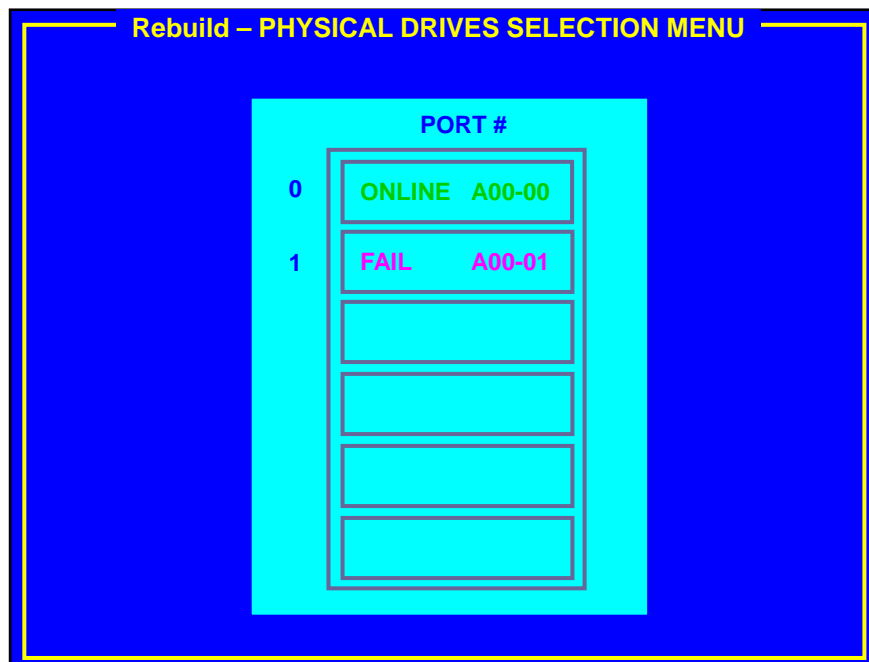 Rebuild – PHYSICAL DRIVES SELECTION MENU
PORT #
0 ONLINE A00-00
1 FAIL A00-01